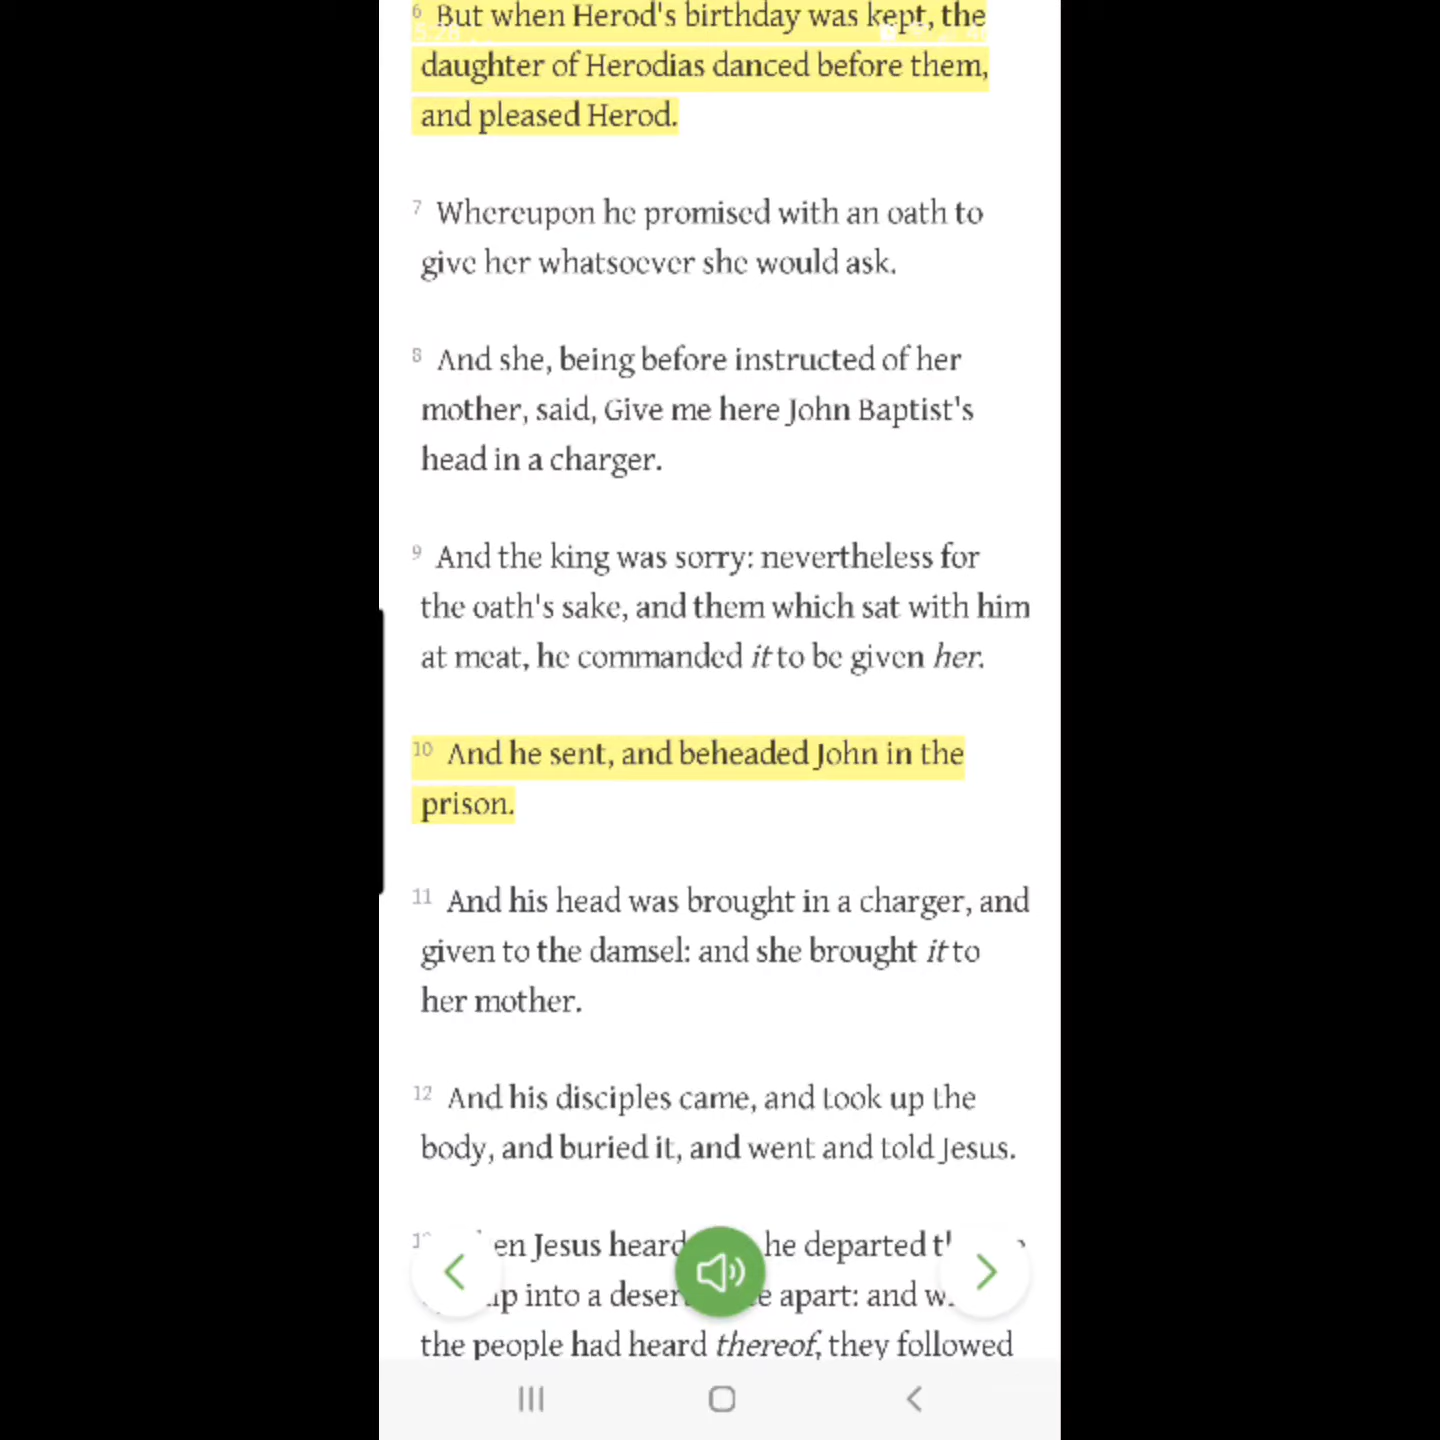 6 But when Herod's birthday was kept, the
daughter of Herodias danced before them,
and pleased Herod.
7 Whereupon he promised with an oath to
give her whatsoever she would ask.
8 And she, being before instructed of her
mother, said, Give me here John Baptist's
head in a charger.
9 And the king was sorry: nevertheless for
the oath's sake, and them which sat with him
at meat, he commanded it to be given her.
10 And he sent, and beheaded John in the
prison.
11 And his head was brought in a charger, and
given to the damsel: and she brought it to
her mother.
12 And his disciples came, and took up the
body, and buried it, and went and told Jesus.
Jesus heard he departed
into a desert apart: and
the people had heard thereof, they followed